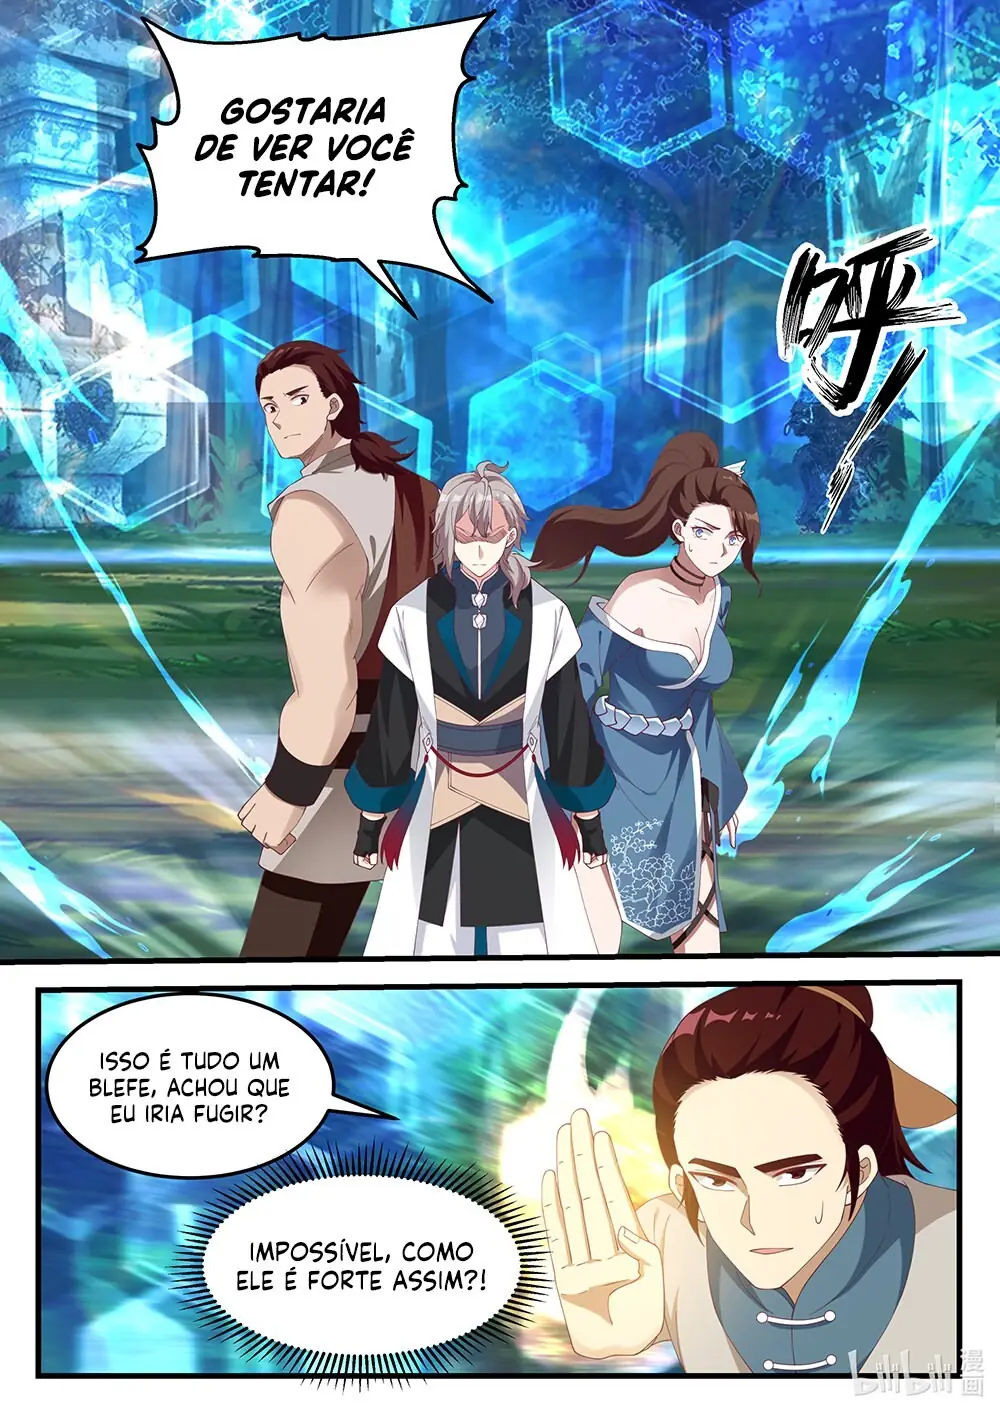 GOSTARIA
DE VER VOCÊ
TENTAR!
呼
ISSO É TUDO UM
BLEFE, ACHOU QUE
EU IRIA FUGIR?
IMPOSSÍVEL, COMO
ELE É FORTE ASSIM?!
bilibili 漫画